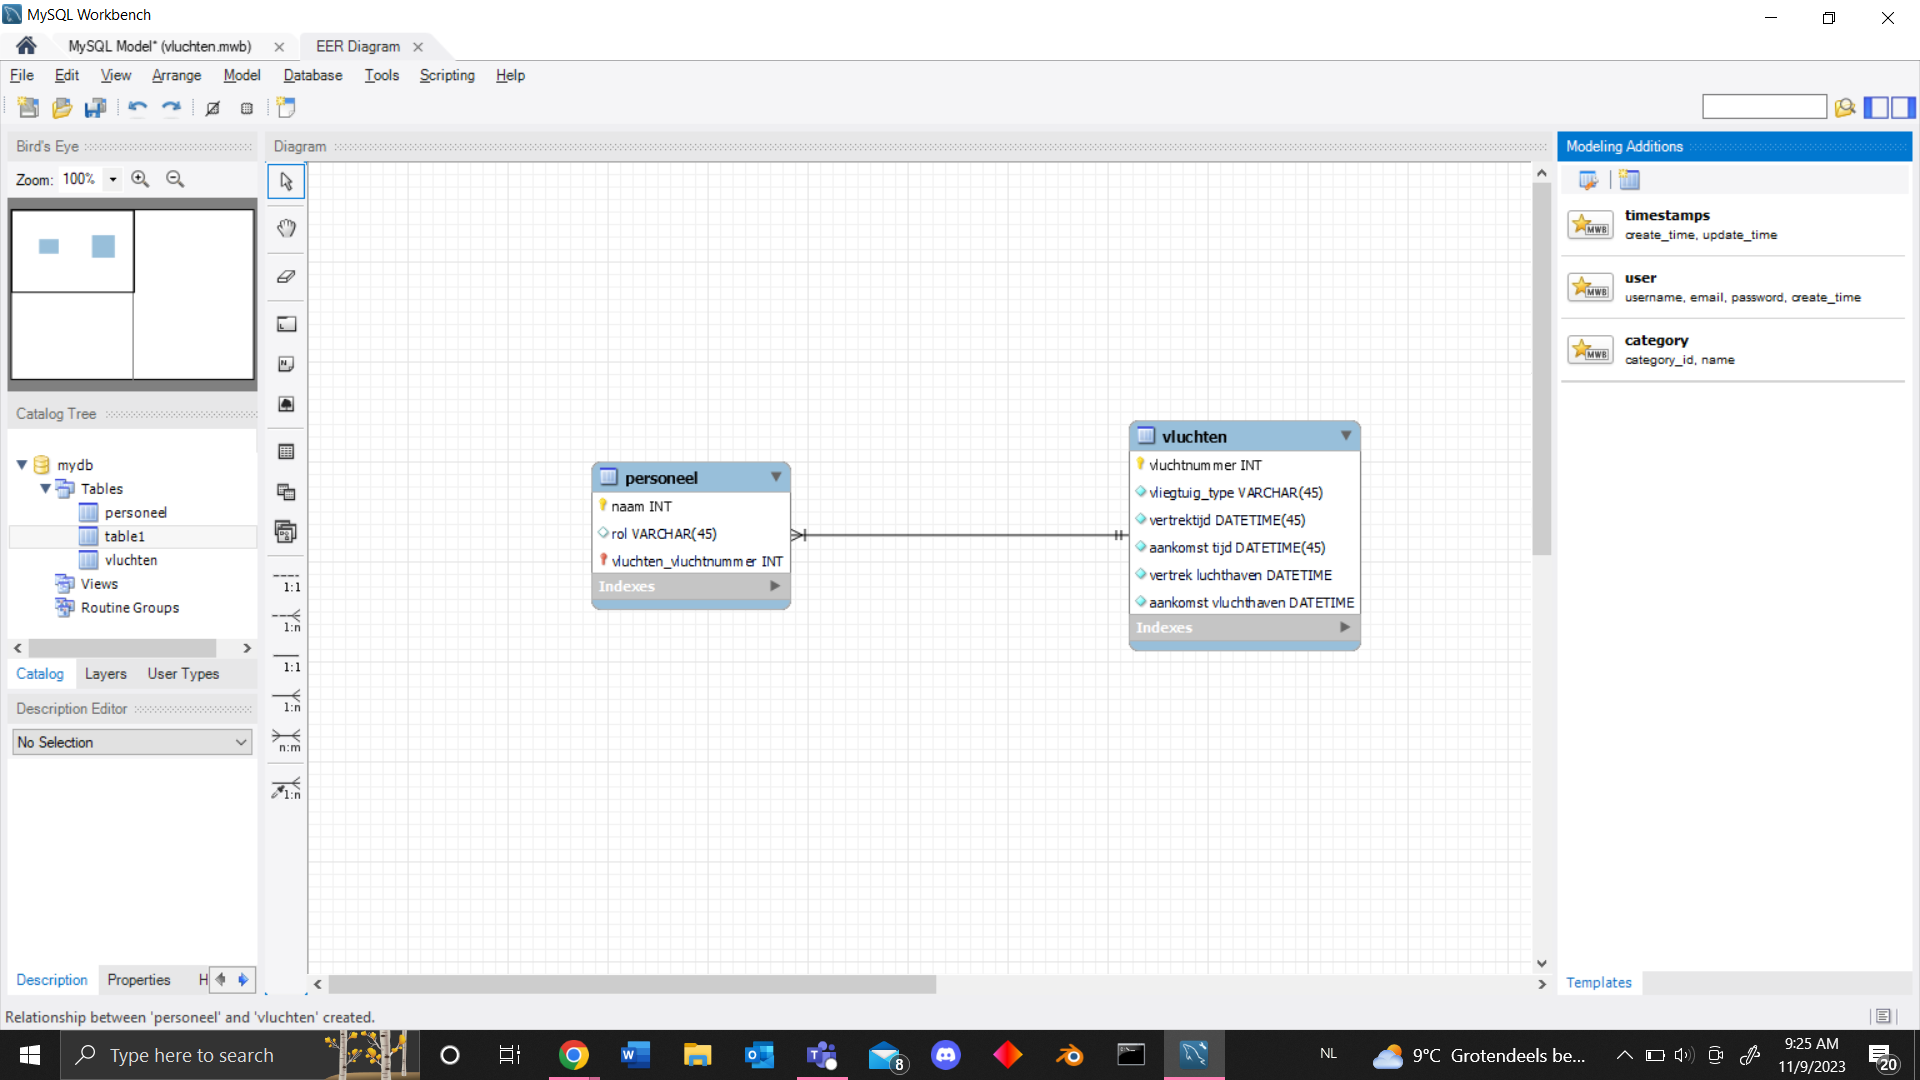 MySQL Workbench
MySQL Model* (vluchten.mwb)
EER Diagram
File Edit View Arrange Model Database Tools Scripting Help
Bird's Eye
Zoom: 100%
Diagram
Modeling Additions
timestamps
create_time, update_time
user
username, email, password, create_time
category
category_id, name
Catalog Tree
mydb
Tables
personeel
table1
vluchten
Views
Routine Groups
Catalog Layers User Types
Description Editor
No Selection
Description Properties H
1:1
1:n
1:1
1:n
n:m
1:n
personeel
naam INT
rol VARCHAR(45)
vluchten_vluchtnummer INT
Indexes
vluchten
vluchtnummer INT
vliegtuig_type VARCHAR(45)
vertrektijd DATETIME(45)
aankomst tijd DATETIME(45)
vertrek luchthaven DATETIME
aankomst vluchthaven DATETIME
Indexes
Templates
Relationship between 'personeel' and 'vluchten' created.
Type here to search
8
NL
9°C Grotendeels be...
9:25 AM
11/9/2023
20